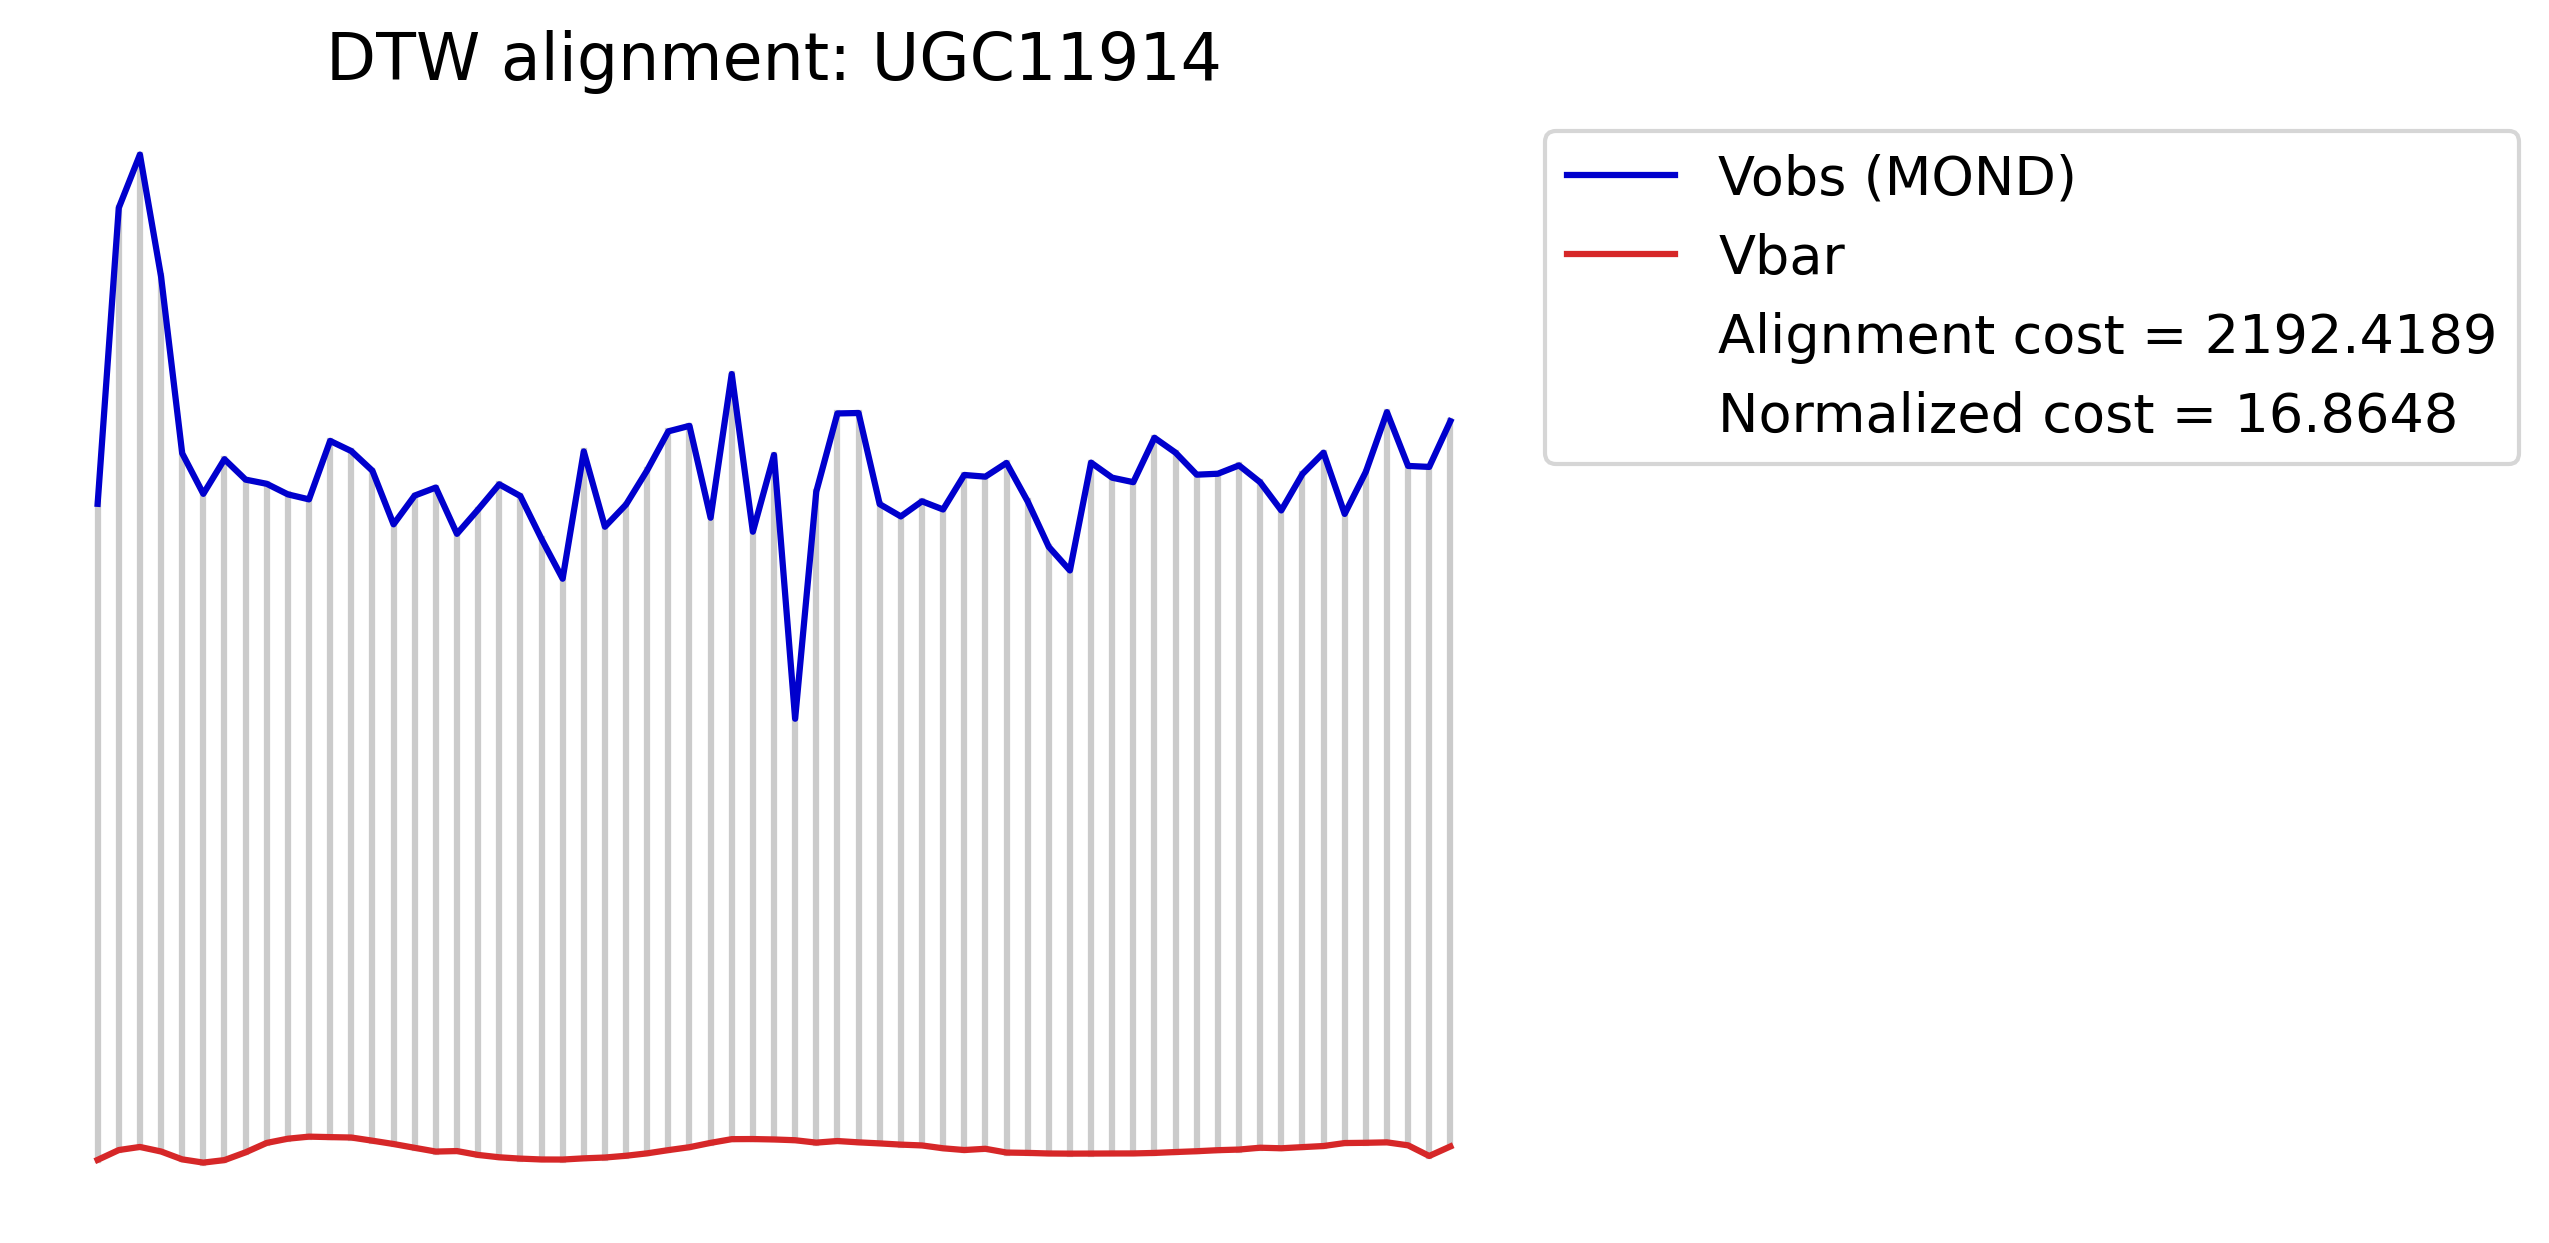 DTW alignment: UGC11914
Vobs (MOND)
Vbar
Alignment cost = 2192.4189
Normalized cost = 16.8648